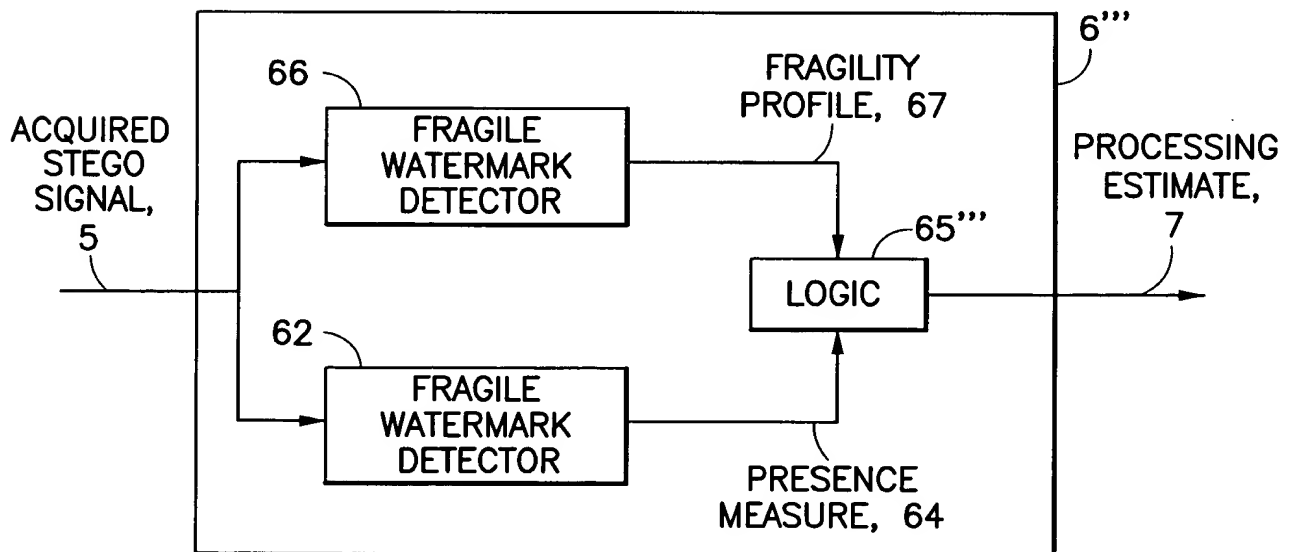 6’’’
66
FRAGILITY
PROFILE, 67
ACQUIRED
STEGO
SIGNAL,
5
FRAGILE
WATERMARK
DETECTOR
PROCESSING
ESTIMATE,
7
65’’’
LOGIC
62
FRAGILE
WATERMARK
DETECTOR
PRESENCE
MEASURE, 64